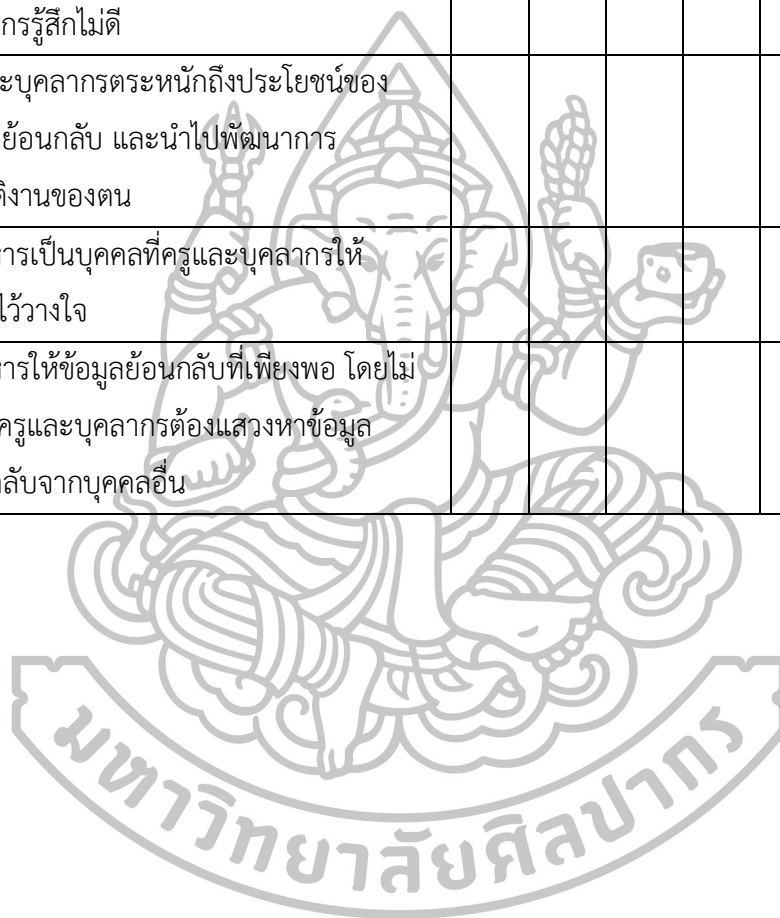 กรรู้สึกไม่ดี
ะบุคลากรตระหนักถึงประโยชน์ของ
ย้อนกลับ และนำไปพัฒนาการ
ติงานของตน
หารเป็นบุคคลที่ครูและบุคลากรให้
ไว้วางใจ
หารให้ข้อมูลย้อนกลับที่เพียงพอ โดยไม่
ครูและบุคลากรต้องแสวงหาข้อมูล
ลับจากบุคคลอื่น
มหาวิทยาลัยศิลปากร